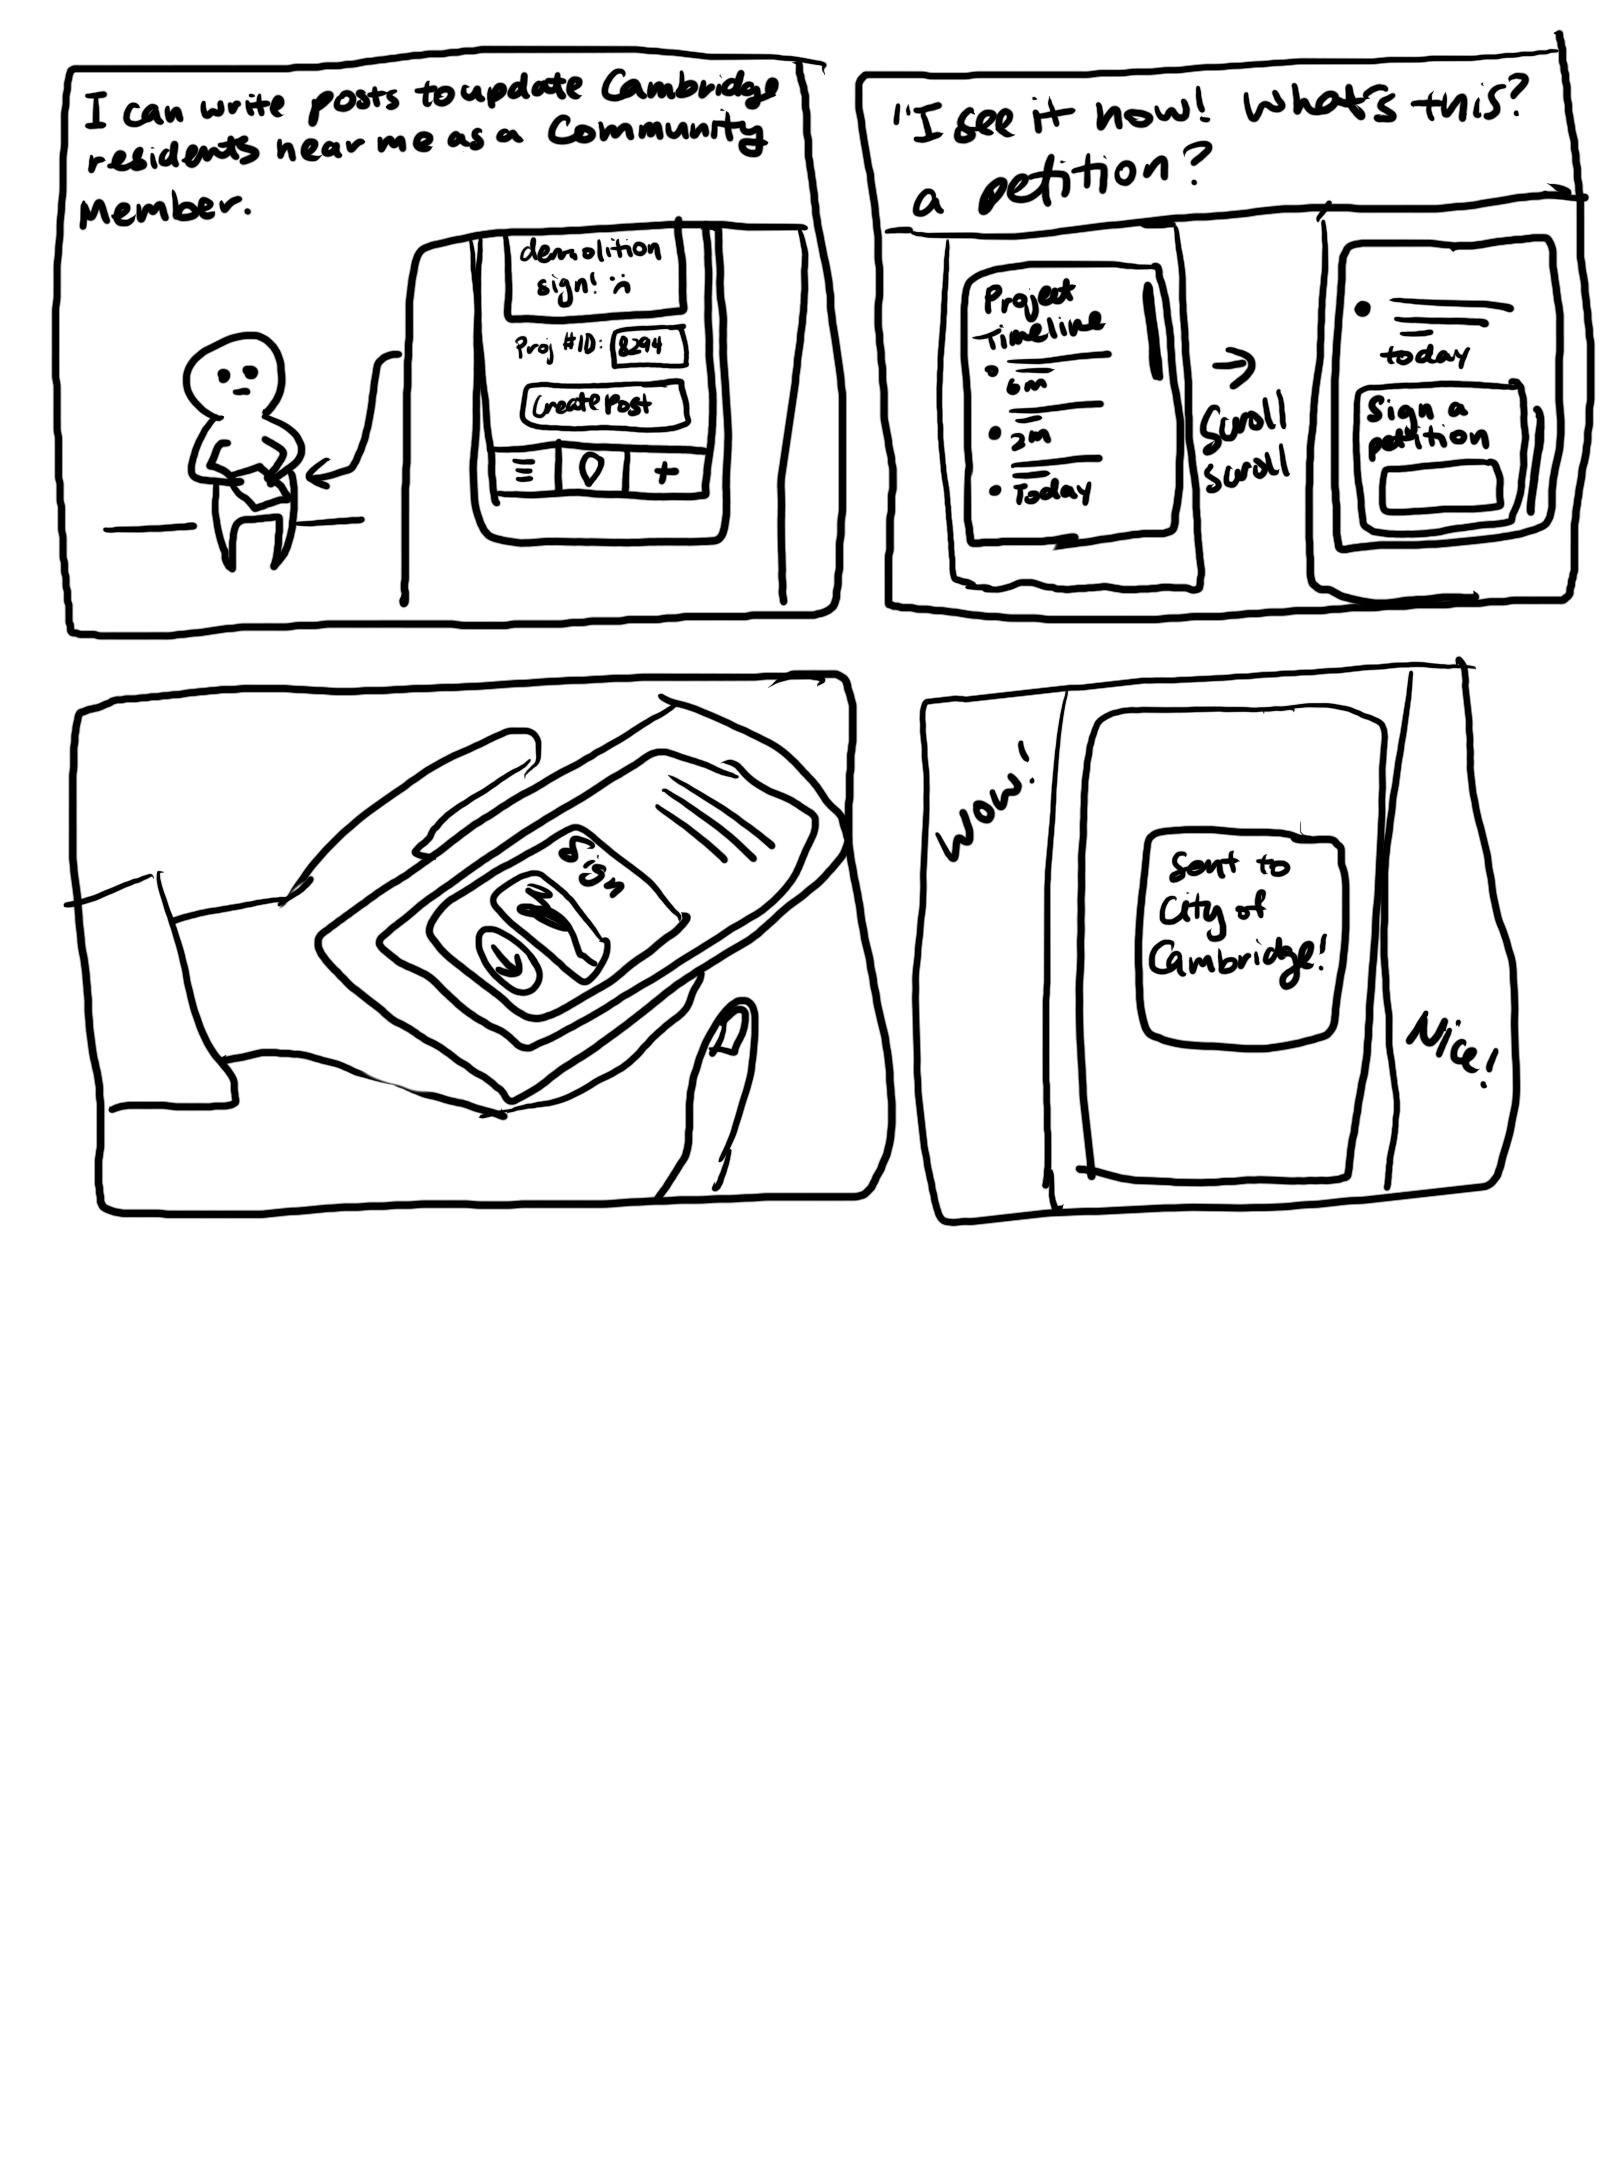 I can write posts to update Cambridge
residents near me as a Community
Member.
demolition
sign! :(
Proj #ID: 8294
Create Post
+
"I see it now! What's this?
a petition?
Project
Timeline
6m
2m
Today
→
Scroll
scroll
today
Sign a
petition
Sign
Wow!
Sent to
City of
Cambridge!
Nice!